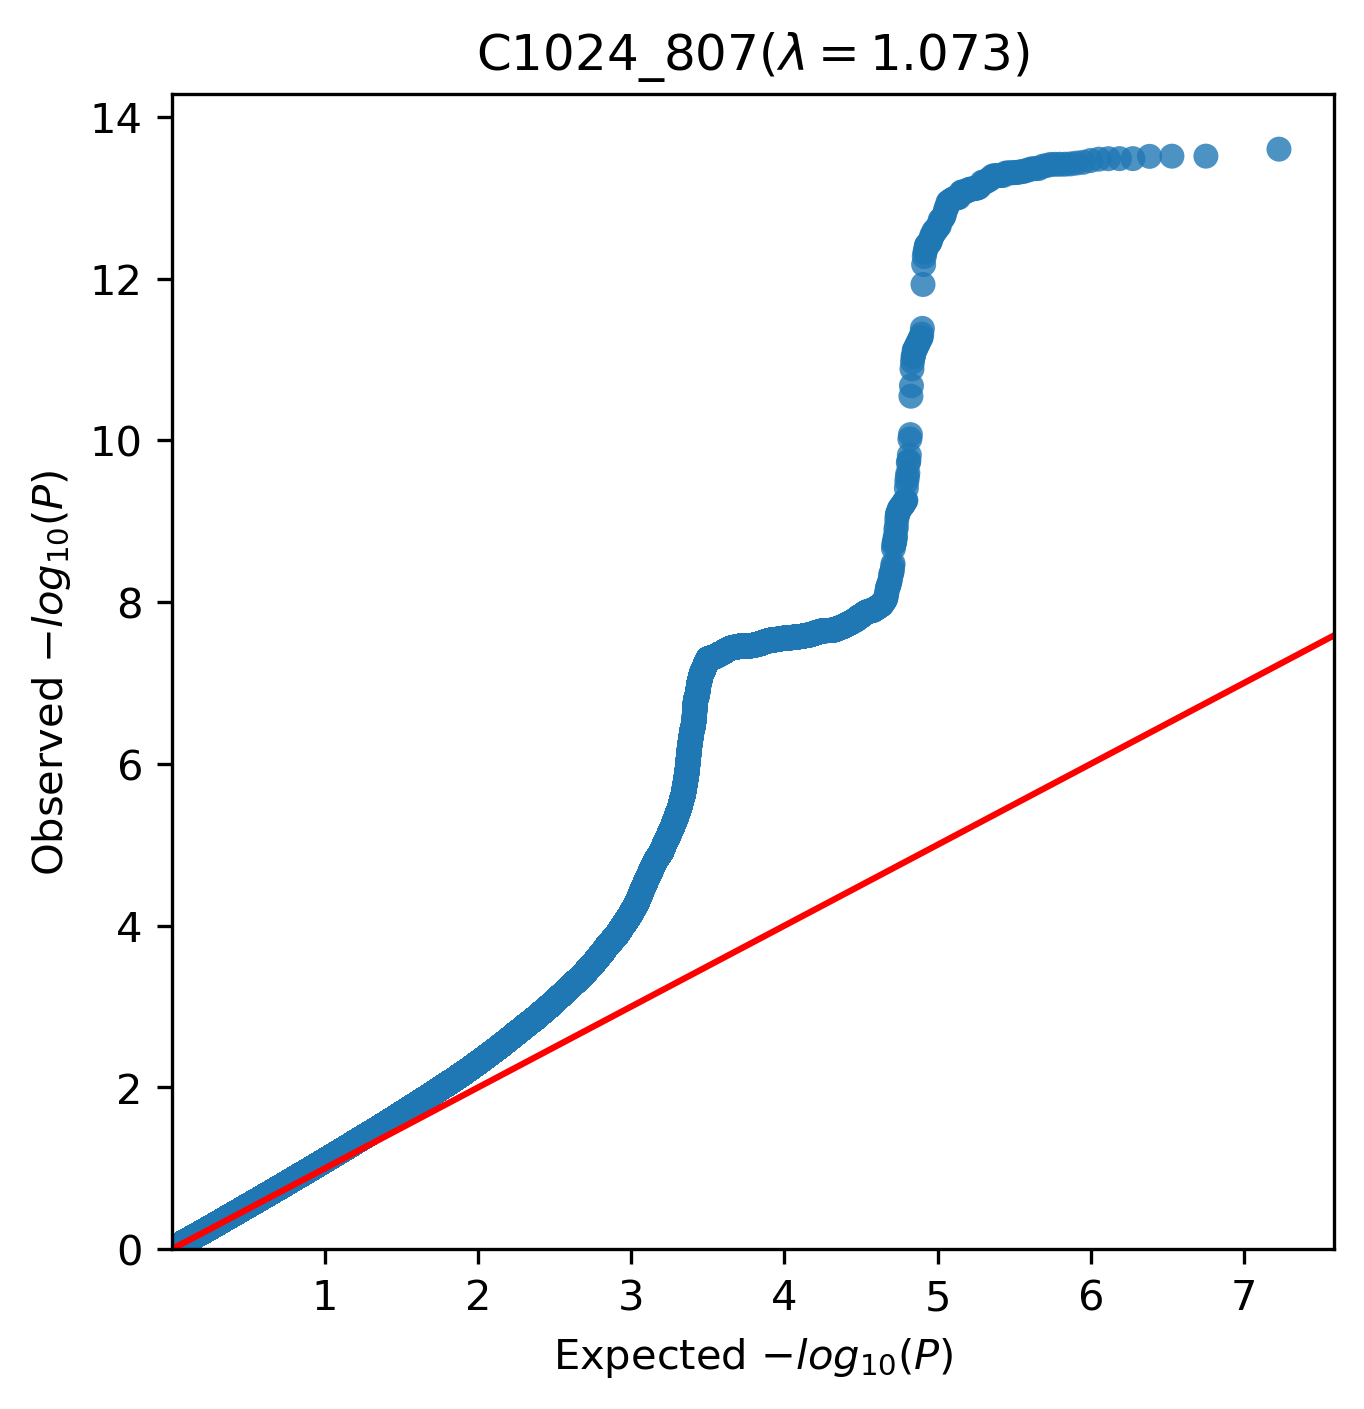 C1024_807(λ = 1.073)
14
12
10
8
6
4
2
0
Observed −log₁₀(P)
1 2 3 4 5 6 7
Expected −log₁₀(P)